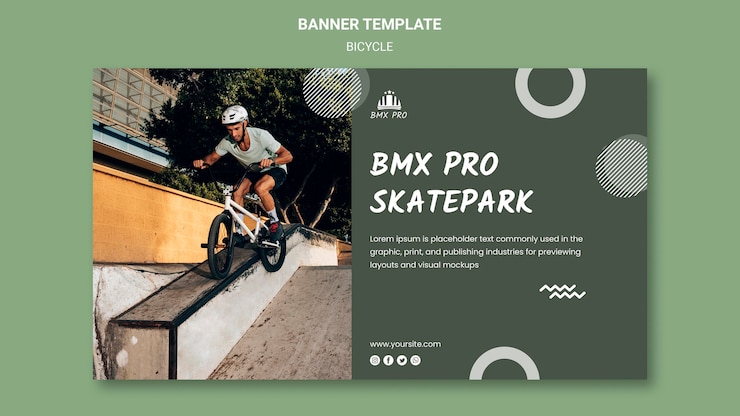 BANNER TEMPLATE
BICYCLE
BMX PRO
BMX PRO
SKATEPARK
Lorem ipsum is placeholder text commonly used in the
graphic, print, and publishing industries for previewing
layouts and visual mockups
www.yoursite.com